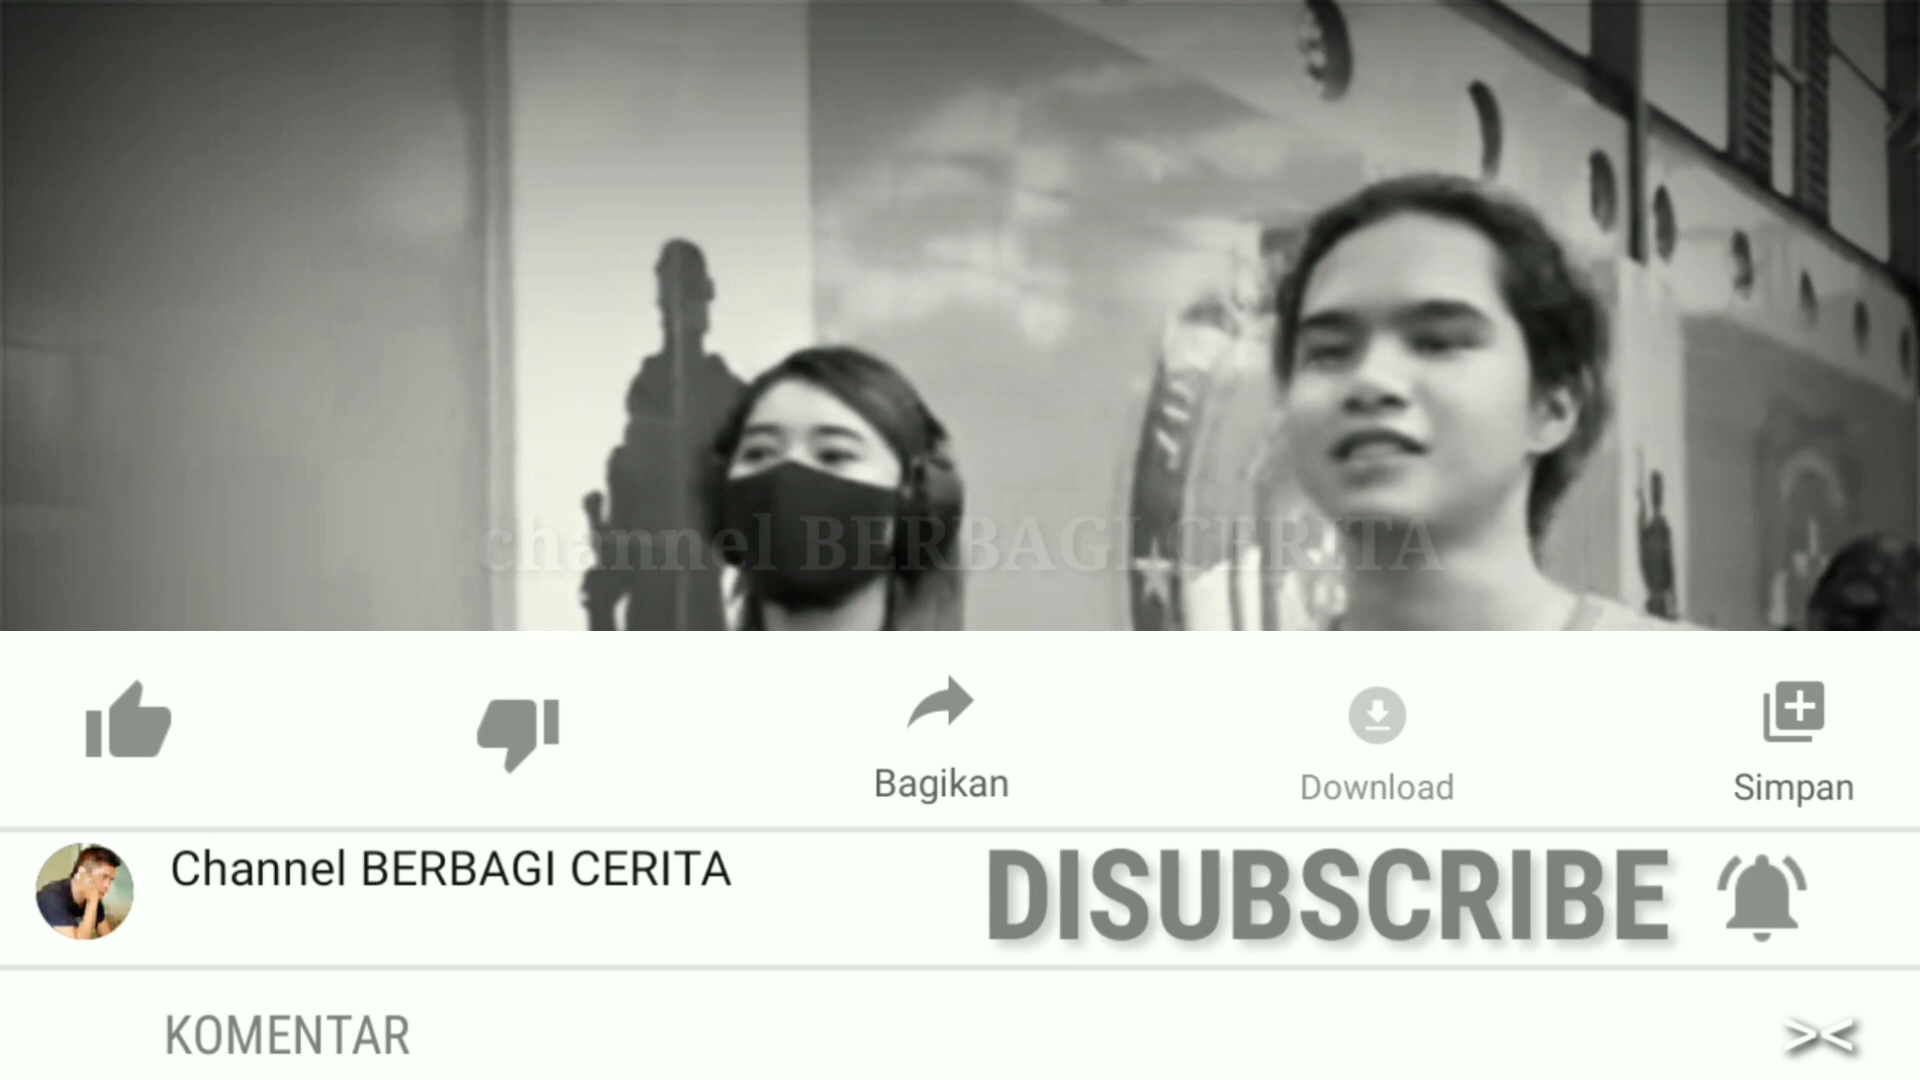 channel BERBAGI CERITA
Bagikan
Download
Simpan
Channel BERBAGI CERITA
DISUBSCRIBE
KOMENTAR
><